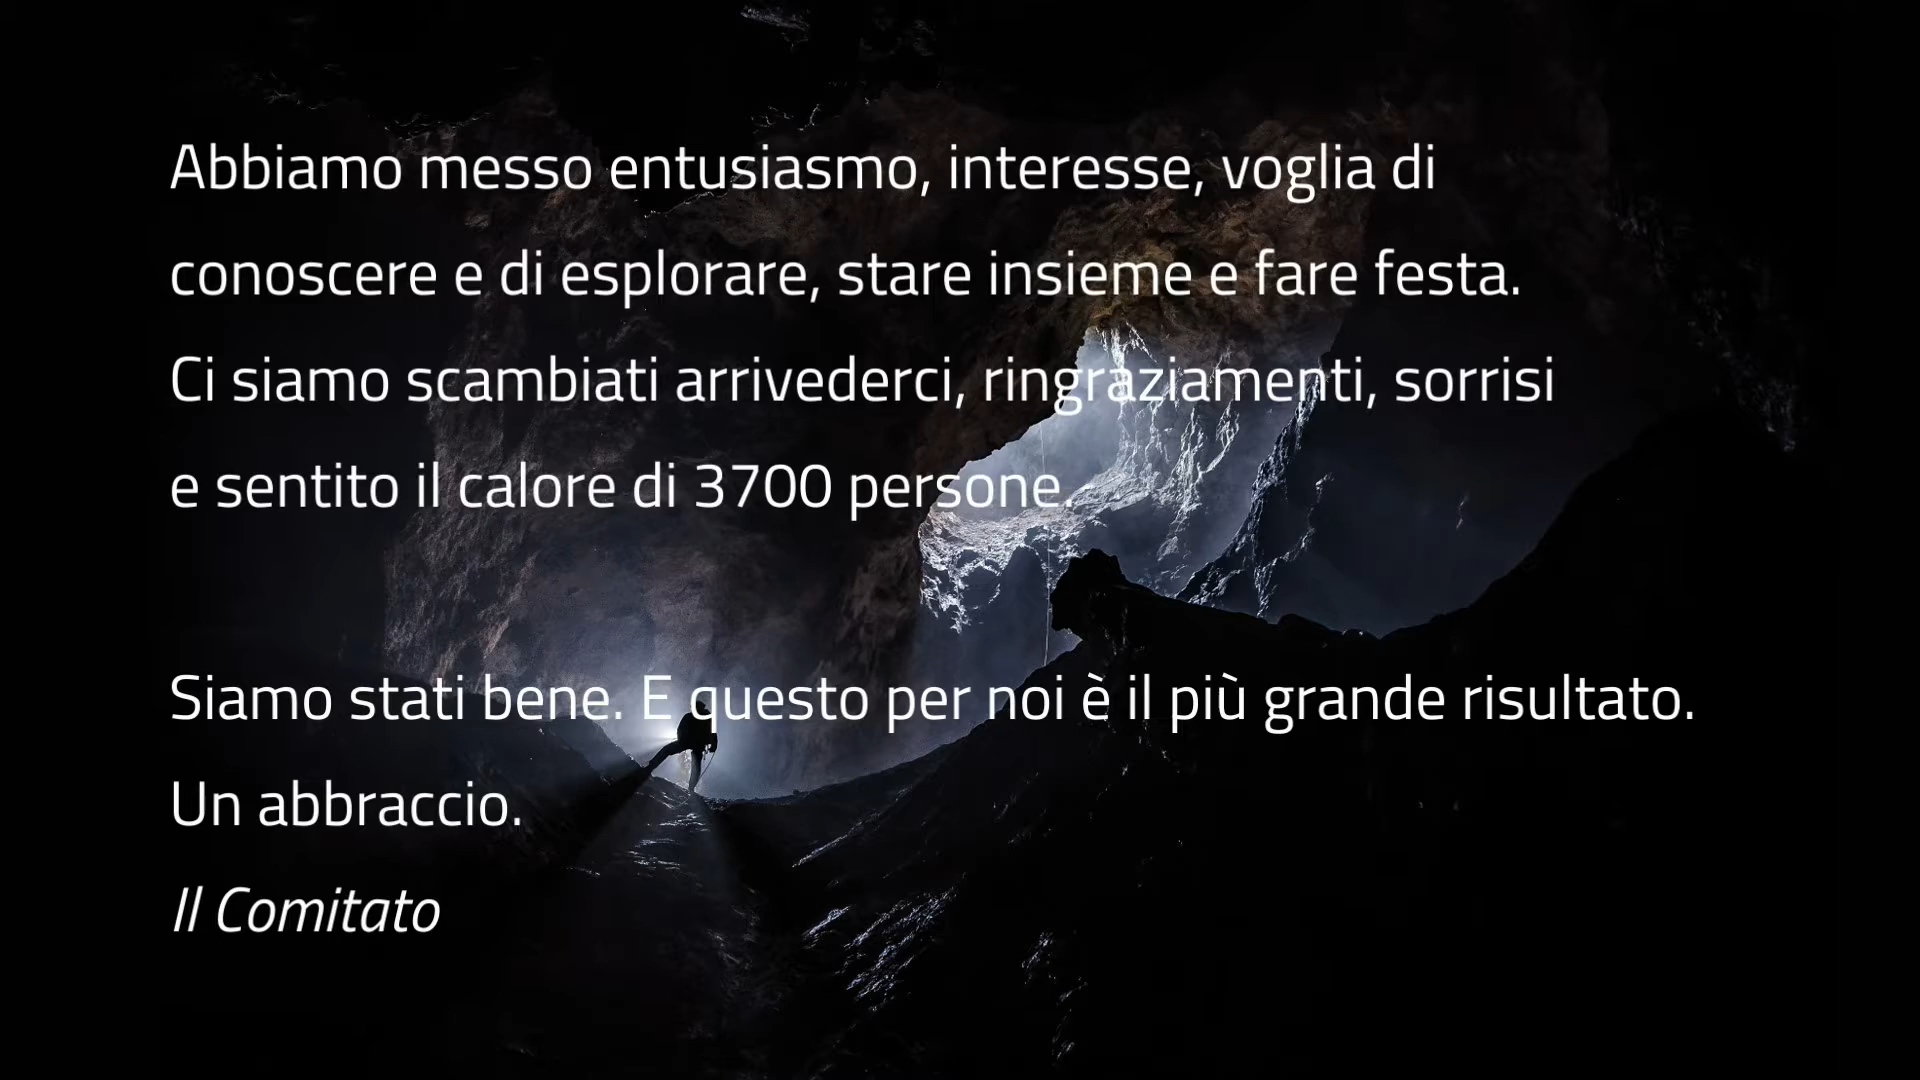 Abbiamo messo entusiasmo, interesse, voglia di
conoscere e di esplorare, stare insieme e fare festa.
Ci siamo scambiati arrivederci, ringraziamenti, sorrisi
e sentito il calore di 3700 persone.
Siamo stati bene. E questo per noi è il più grande risultato.
Un abbraccio.
Il Comitato